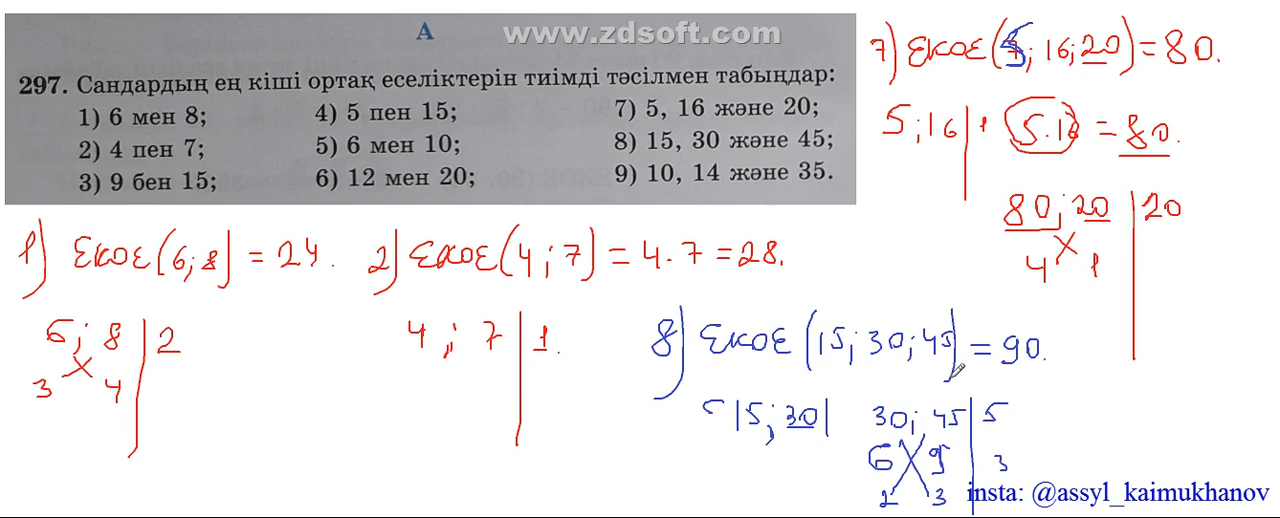 A
www.zdsoft.com
297. Сандардың ең кіші ортақ еселіктерін тиімді тәсілмен табыңдар:
1) 6 мен 8;
4) 5 пен 15;
7) 5, 16 және 20;
2) 4 пен 7;
5) 6 мен 10;
8) 15, 30 және 45;
3) 9 бен 15;
6) 12 мен 20;
9) 10, 14 және 35.
7) ЕКОЕ(5; 16; 20) = 80.
5; 16 | 1 5·16 = 80.
80; 20 | 20
4 1
1) ЕКОЕ(6; 8) = 24.
6; 8 | 2
3 4
2) ЕКОЕ(4; 7) = 4·7 = 28.
4; 7 | 1.
8) ЕКОЕ(15; 30; 45) = 90.
15; 30 |
30; 45 | 5
6 9 | 3
2 3
insta: @assyl_kaimukhanov